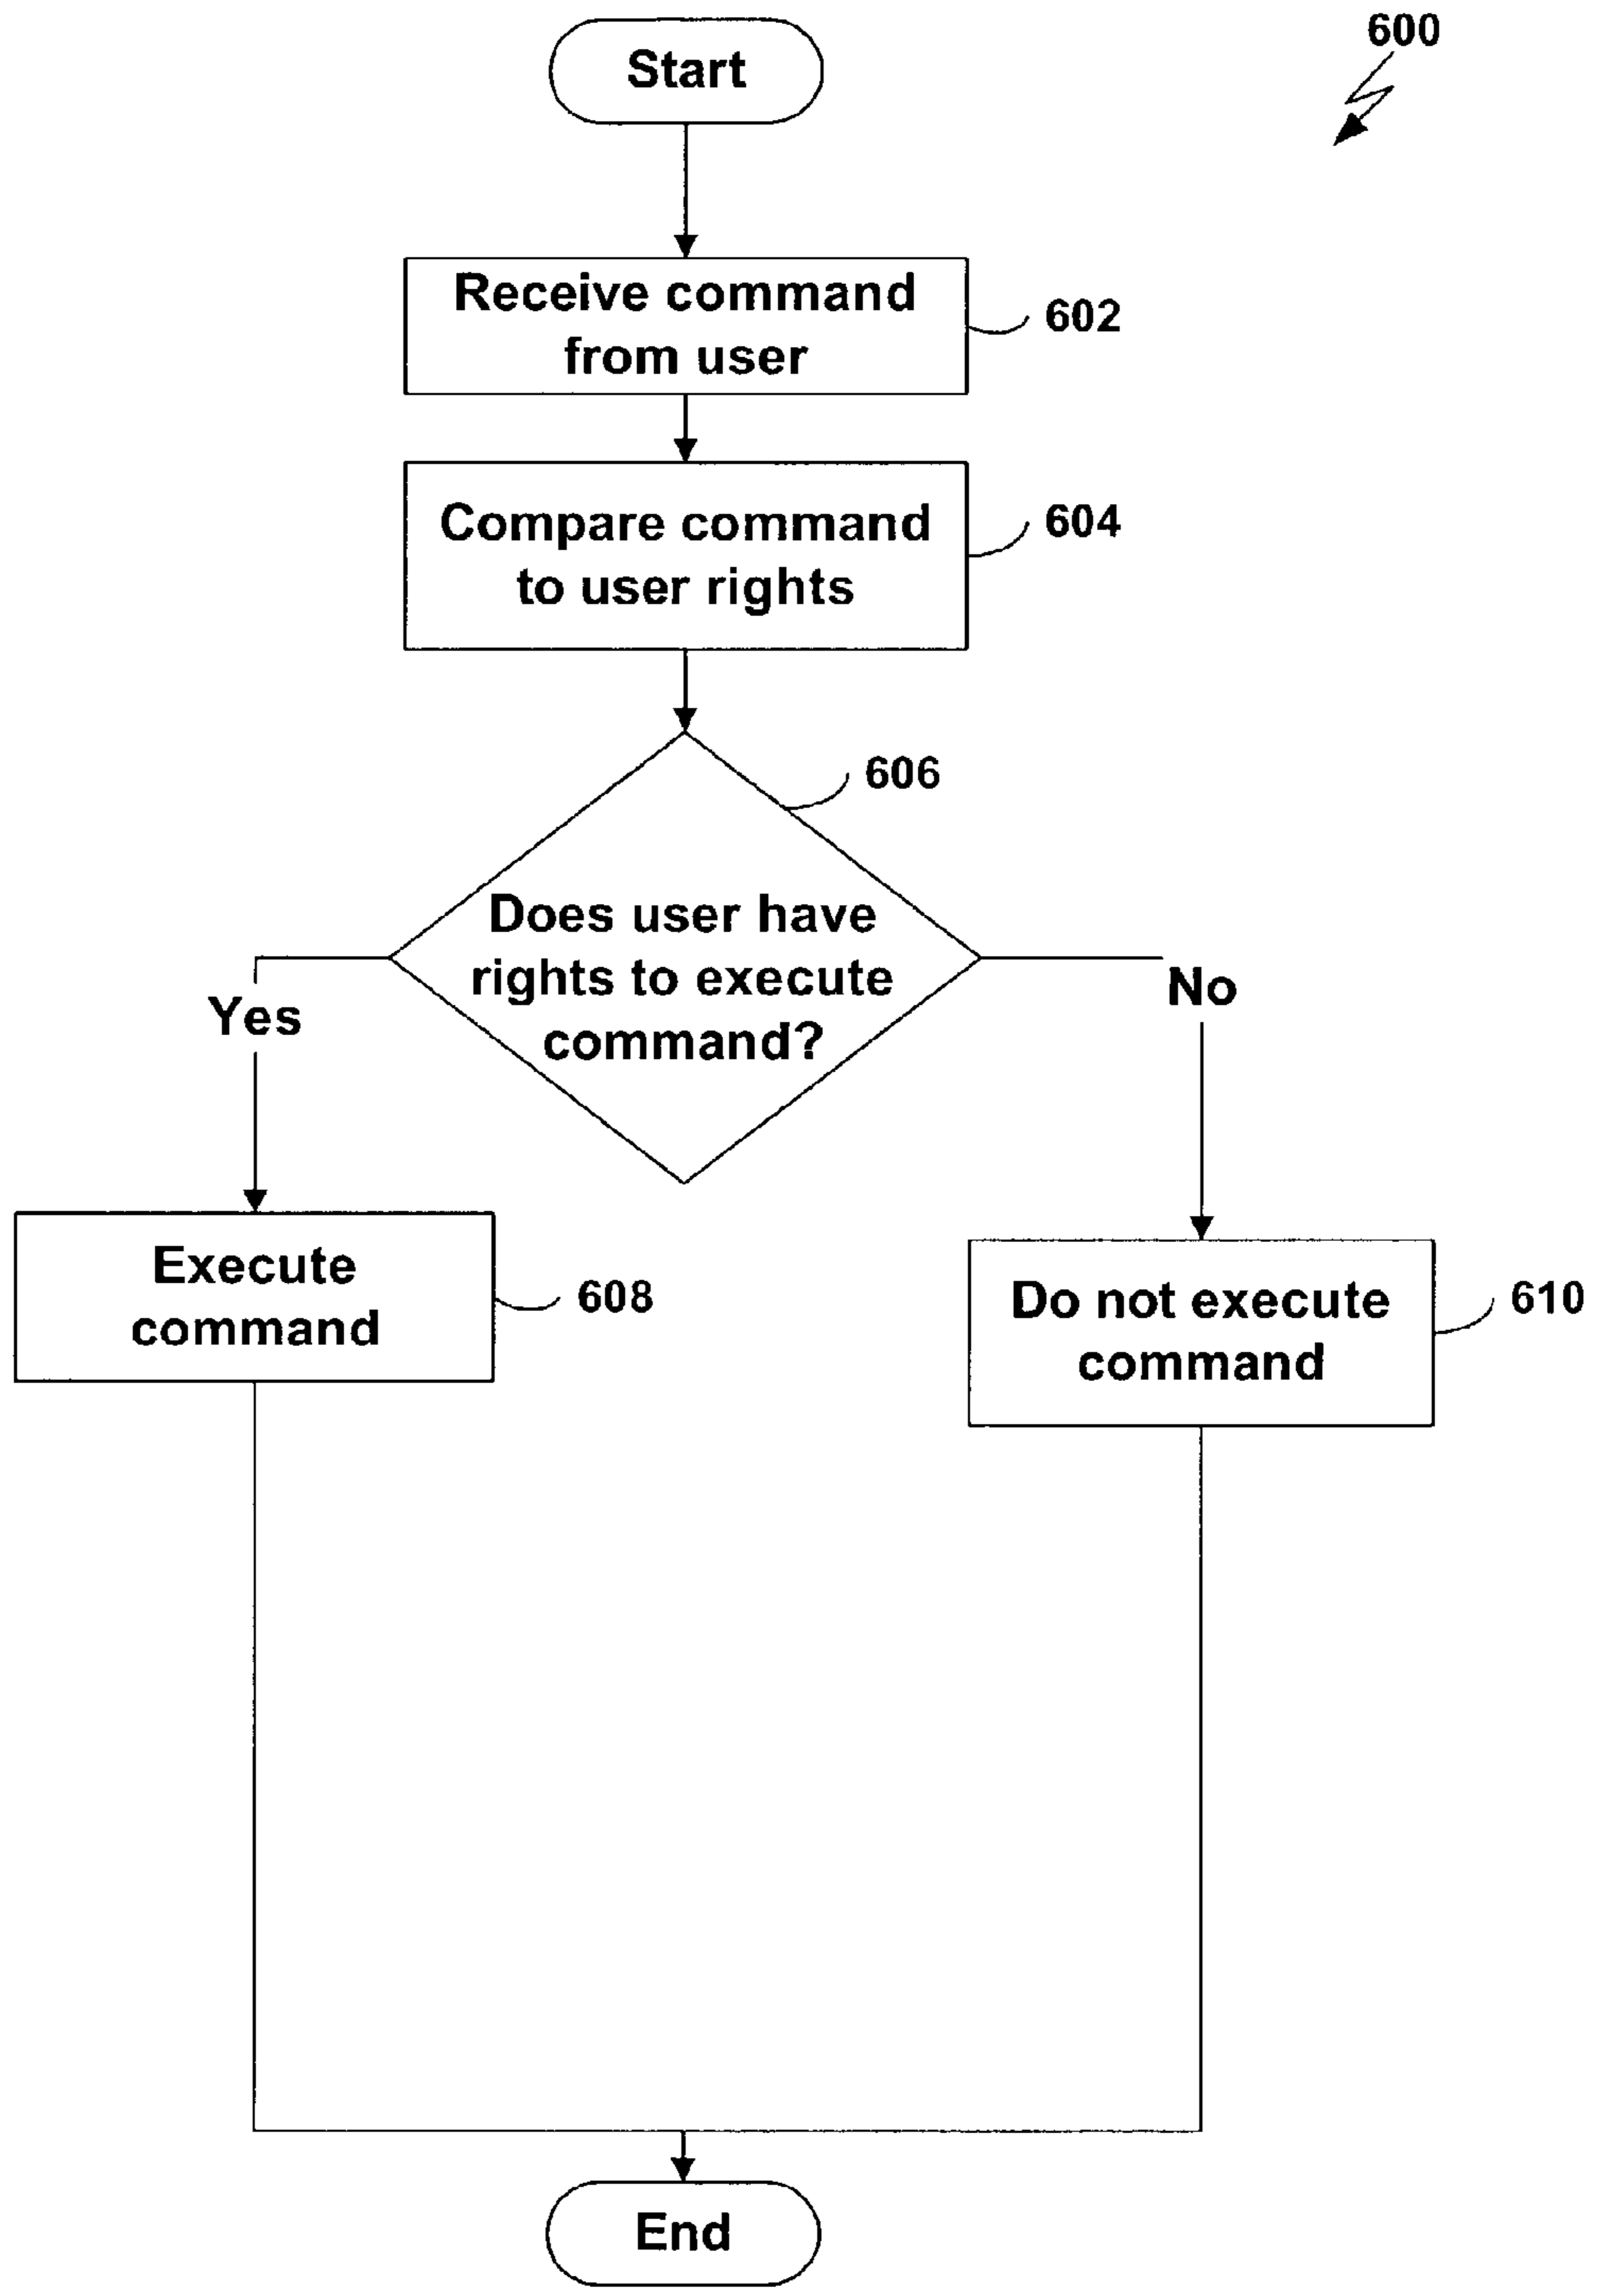 600
Start
Receive command
from user
602
Compare command
to user rights
604
606
Does user have
rights to execute
command?
Yes
No
Execute
command
608
Do not execute
command
610
End